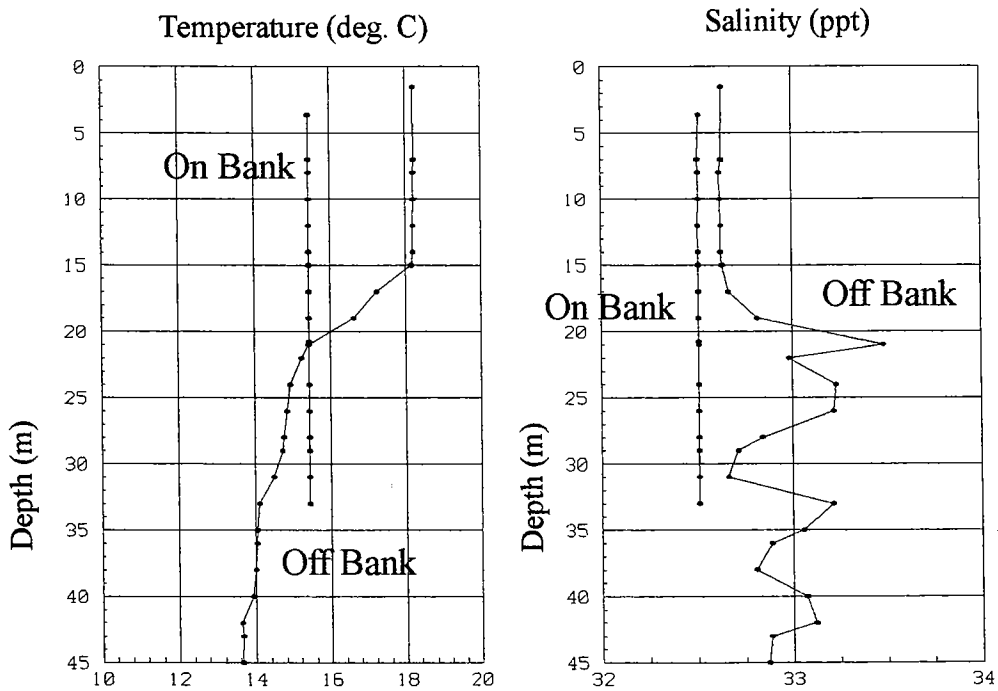 Temperature (deg. C)
0
5
10
15
20
25
30
35
40
45
10 12 14 16 18 20
Depth (m)
On Bank
Off Bank
Salinity (ppt)
0
5
10
15
20
25
30
35
40
45
32 33 34
Depth (m)
On Bank
Off Bank